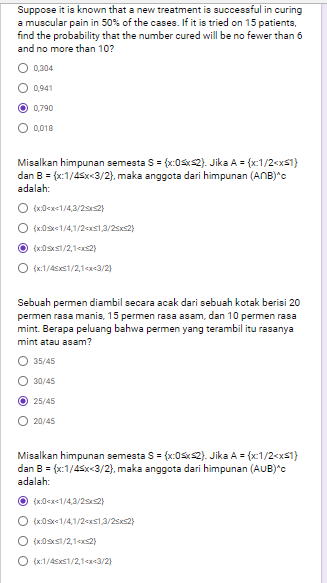 Suppose it is known that a new treatment is successful in curing
a muscular pain in 50% of the cases. If it is tried on 15 patients,
find the probability that the number cured will be no fewer than 6
and no more than 10?
0,304
0,941
0,790
0,018
Misalkan himpunan semesta S = {x:0≤x≤2}. Jika A = {x:1/2<x≤1}
dan B = {x:1/4≤x<3/2}, maka anggota dari himpunan (A∩B)^c
adalah:
{x:0<x<1/4,3/2≤x≤2}
{x:0≤x<1/4,1/2<x≤1,3/2≤x≤2}
{x:0≤x≤1/2,1<x≤2}
{x:1/4≤x≤1/2,1<x<3/2}
Sebuah permen diambil secara acak dari sebuah kotak berisi 20
permen rasa manis, 15 permen rasa asam, dan 10 permen rasa
mint. Berapa peluang bahwa permen yang terambil itu rasanya
mint atau asam?
35/45
30/45
25/45
20/45
Misalkan himpunan semesta S = {x:0≤x≤2}. Jika A = {x:1/2<x≤1}
dan B = {x:1/4≤x<3/2}, maka anggota dari himpunan (A∪B)^c
adalah:
{x:0<x<1/4,3/2≤x≤2}
{x:0≤x<1/4,1/2<x≤1,3/2≤x≤2}
{x:0≤x≤1/2,1<x≤2}
{x:1/4≤x≤1/2,1<x<3/2}